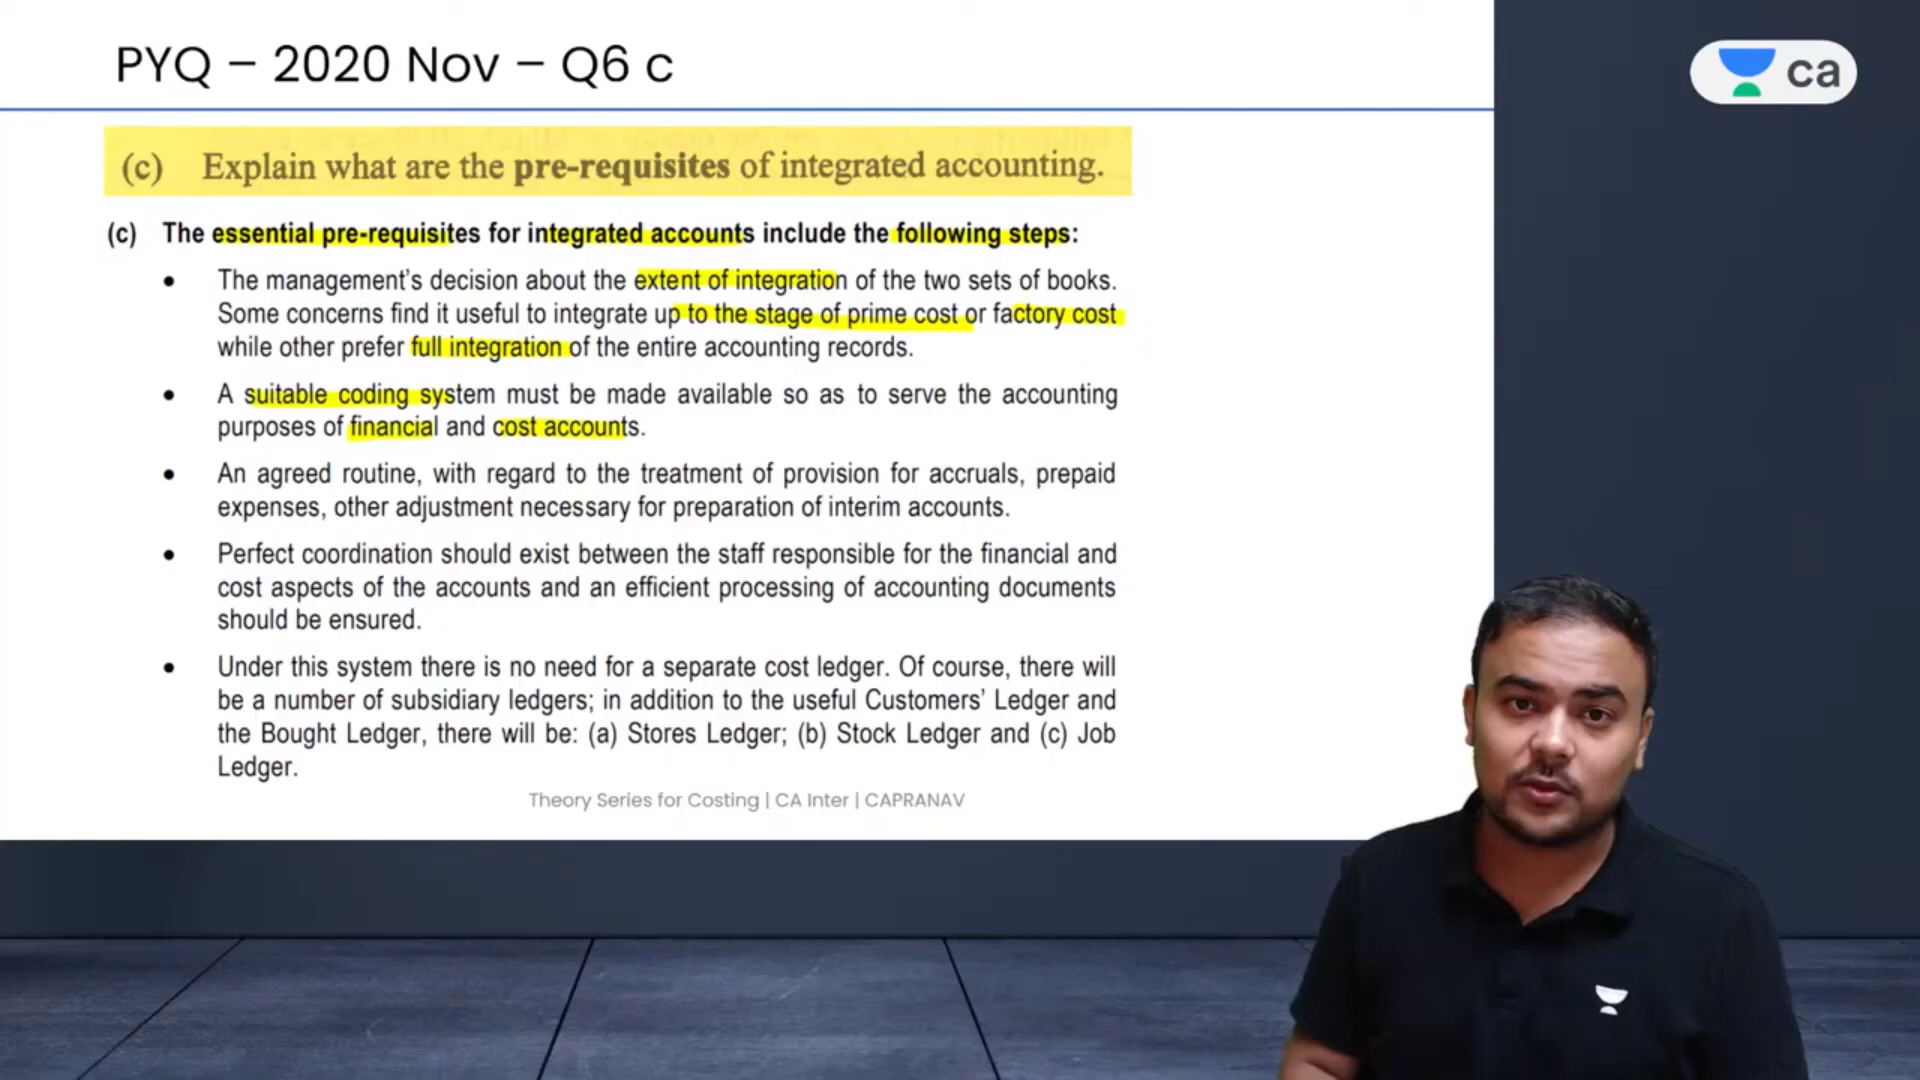 PYQ – 2020 Nov – Q6 c
ca
(c) Explain what are the pre-requisites of integrated accounting.
(c) The essential pre-requisites for integrated accounts include the following steps:
• The management's decision about the extent of integration of the two sets of books.
Some concerns find it useful to integrate up to the stage of prime cost or factory cost
while other prefer full integration of the entire accounting records.
• A suitable coding system must be made available so as to serve the accounting
purposes of financial and cost accounts.
• An agreed routine, with regard to the treatment of provision for accruals, prepaid
expenses, other adjustment necessary for preparation of interim accounts.
• Perfect coordination should exist between the staff responsible for the financial and
cost aspects of the accounts and an efficient processing of accounting documents
should be ensured.
• Under this system there is no need for a separate cost ledger. Of course, there will
be a number of subsidiary ledgers; in addition to the useful Customers' Ledger and
the Bought Ledger, there will be: (a) Stores Ledger; (b) Stock Ledger and (c) Job
Ledger.
Theory Series for Costing | CA Inter | CAPRANAV